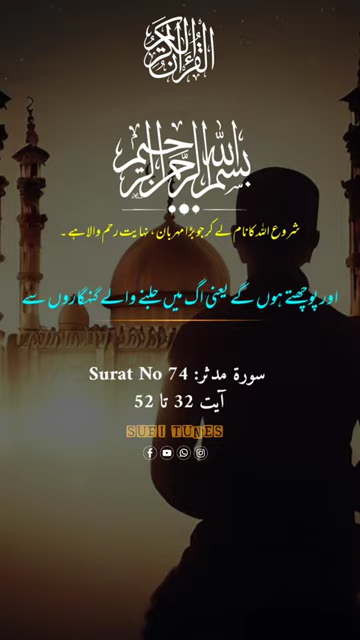 القرآن الكريم
بسم الله الرحمن الرحيم
شروع اللہ کا نام لے کر جو بڑا مہربان، نہایت رحم والا ہے ۔
اور پوچھتے ہوں گے یعنی اگ میں جلنے والے گنہگاروں سے
سورة مدثر: Surat No 74
آیت 32 تا 52
SUFI TUNES